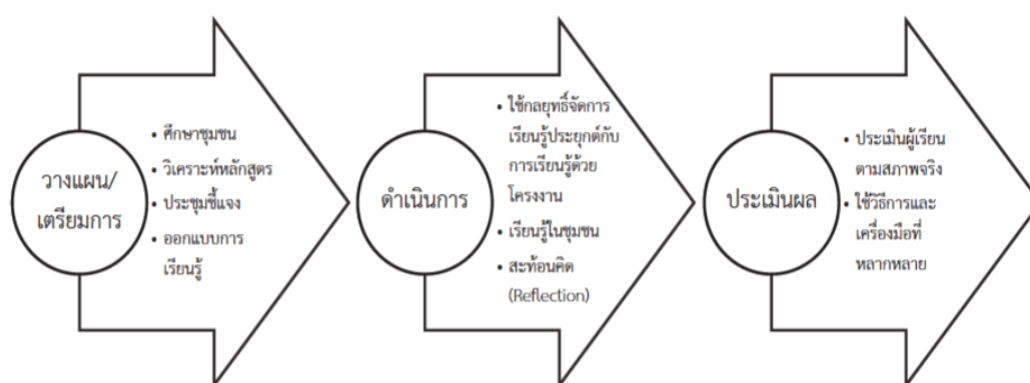 วางแผน/
เตรียมการ
• ศึกษาชุมชน
• วิเคราะห์หลักสูตร
• ประชุมชี้แจง
• ออกแบบการ
เรียนรู้
ดำเนินการ
• ใช้กลยุทธ์จัดการ
เรียนรู้ประยุกต์กับ
การเรียนรู้ด้วย
โครงงาน
• เรียนรู้ในชุมชน
• สะท้อนคิด
(Reflection)
ประเมินผล
• ประเมินผู้เรียน
ตามสภาพจริง
• ใช้วิธีการและ
เครื่องมือที่
หลากหลาย